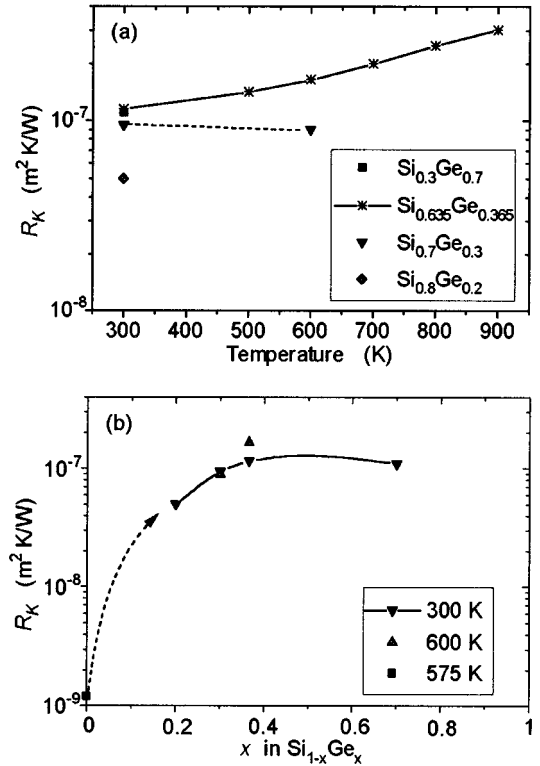 (a)
10⁻⁷
10⁻⁸
R_K (m² K/W)
Si₀.₃Ge₀.₇
Si₀.₆₃₅Ge₀.₃₆₅
Si₀.₇Ge₀.₃
Si₀.₈Ge₀.₂
300 400 500 600 700 800 900
Temperature (K)
(b)
10⁻⁷
10⁻⁸
10⁻⁹
R_K (m² K/W)
300 K
600 K
575 K
0 0.2 0.4 0.6 0.8 1
x in Si₁₋ₓGeₓ